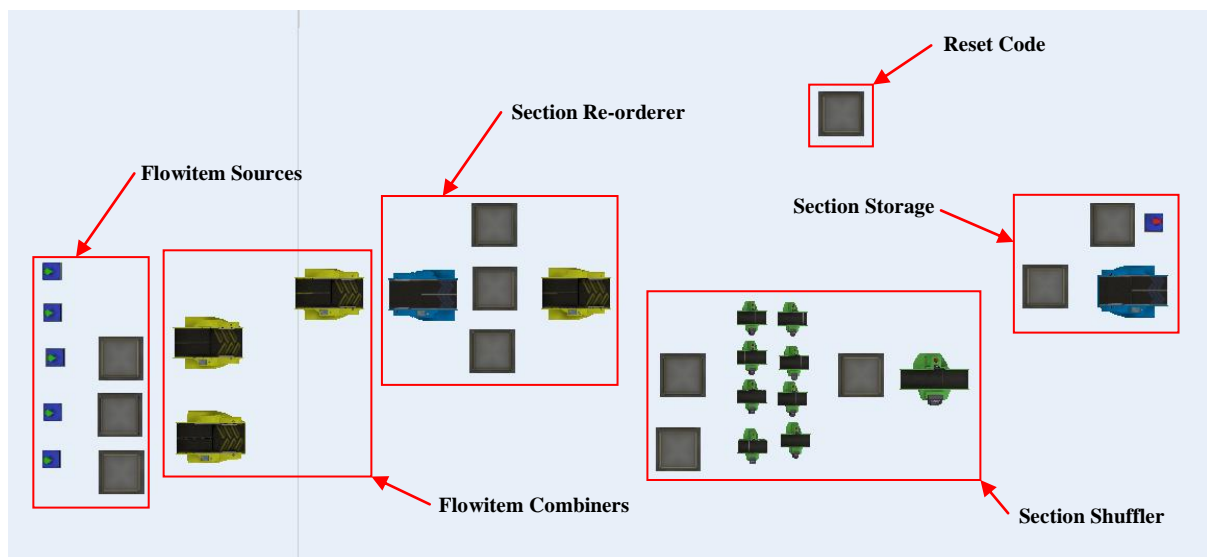 Reset Code
Section Re-orderer
Flowitem Sources
Section Storage
Flowitem Combiners
Section Shuffler